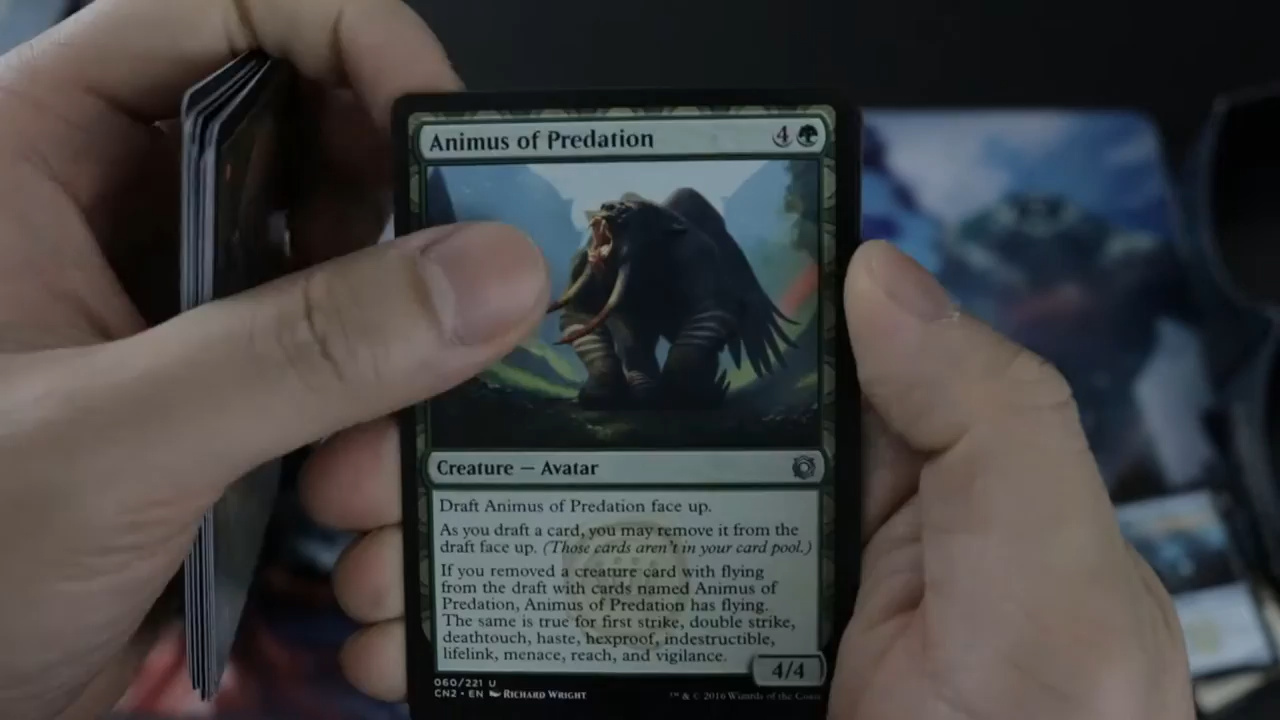 Animus of Predation 4
Creature — Avatar
Draft Animus of Predation face up.
As you draft a card, you may remove it from the
draft face up. (Those cards aren't in your card pool.)
If you removed a creature card with flying
from the draft with cards named Animus of
Predation, Animus of Predation has flying.
The same is true for first strike, double strike,
deathtouch, haste, hexproof, indestructible,
lifelink, menace, reach, and vigilance.
4/4
060/221 U
CN2 • EN RICHARD WRIGHT
™ & © 2016 Wizards of the Coast